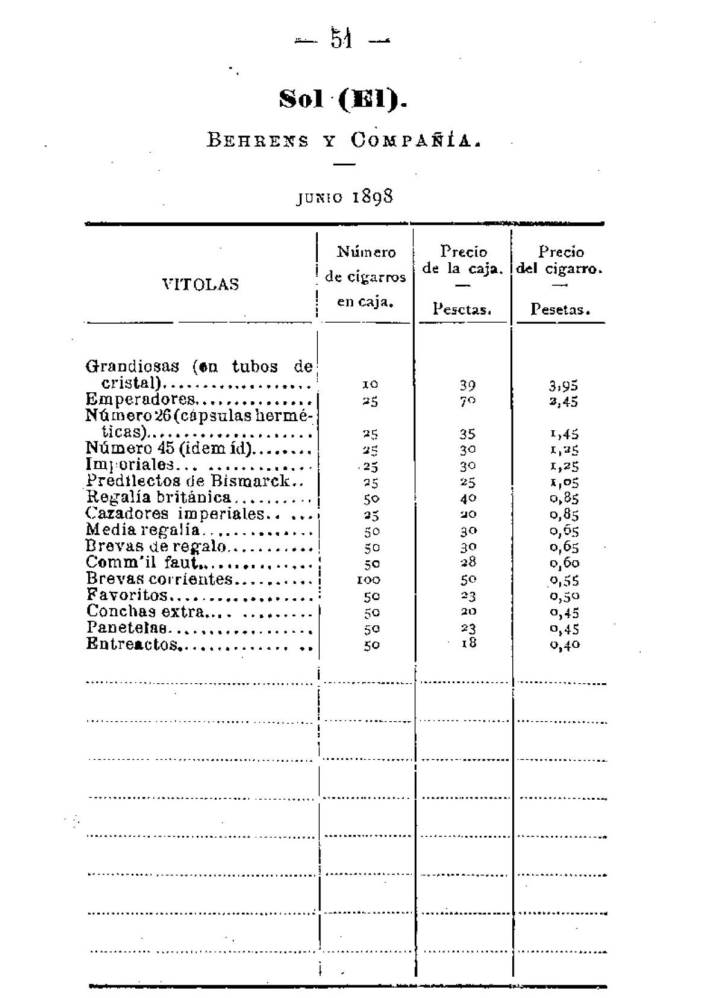 — 51 —
Sol (El).
BEHRENS Y COMPAÑÍA.
JUNIO 1898
VITOLAS Número de cigarros en caja. Precio de la caja. — Pesetas. Precio del cigarro. — Pesetas.
Grandiosas (en tubos de
cristal)................... 10 39 3,95
Emperadores............... 25 70 2,45
Número 26 (cápsulas hermé-
ticas)..................... 25 35 1,45
Número 45 (idem íd)........ 25 30 1,25
Imperiales... ............. 25 30 1,25
Predilectos de Bismarck.. 25 25 1,05
Regalía británica.......... 50 40 0,85
Cazadores imperiales.. ... 25 20 0,85
Media regalía.............. 50 30 0,65
Brevas de regalo........... 50 30 0,65
Comm'il faut............... 50 28 0,60
Brevas corrientes.......... 100 50 0,55
Favoritos.................. 50 23 0,50
Conchas extra.... ......... 50 20 0,45
Panetelas.................. 50 23 0,45
Entreactos.............. .. 50 18 0,40